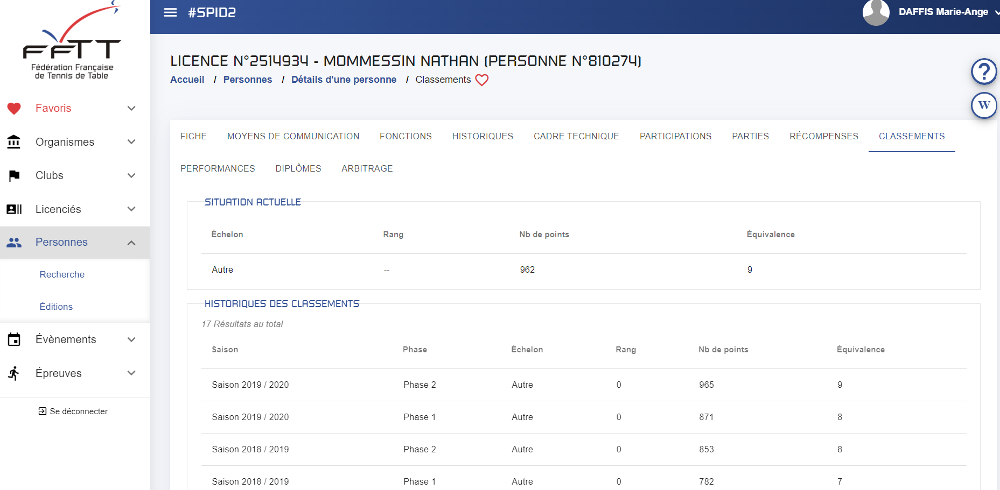 FFTT
Fédération Française
de Tennis de Table
Favoris
Organismes
Clubs
Licenciés
Personnes
Recherche
Éditions
Évènements
Épreuves
Se déconnecter
#SPID2
DAFFIS Marie-Ange
LICENCE N°2514934 - MOMMESSIN NATHAN (PERSONNE N°810274)
Accueil / Personnes / Détails d'une personne / Classements
?
W
FICHE MOYENS DE COMMUNICATION FONCTIONS HISTORIQUES CADRE TECHNIQUE PARTICIPATIONS PARTIES RÉCOMPENSES CLASSEMENTS
PERFORMANCES DIPLÔMES ARBITRAGE
SITUATION ACTUELLE
Échelon Rang Nb de points Équivalence
Autre -- 962 9
HISTORIQUES DES CLASSEMENTS
17 Résultats au total
Saison Phase Échelon Rang Nb de points Équivalence
Saison 2019 / 2020 Phase 2 Autre 0 965 9
Saison 2019 / 2020 Phase 1 Autre 0 871 8
Saison 2018 / 2019 Phase 2 Autre 0 853 8
Saison 2018 / 2019 Phase 1 Autre 0 782 7